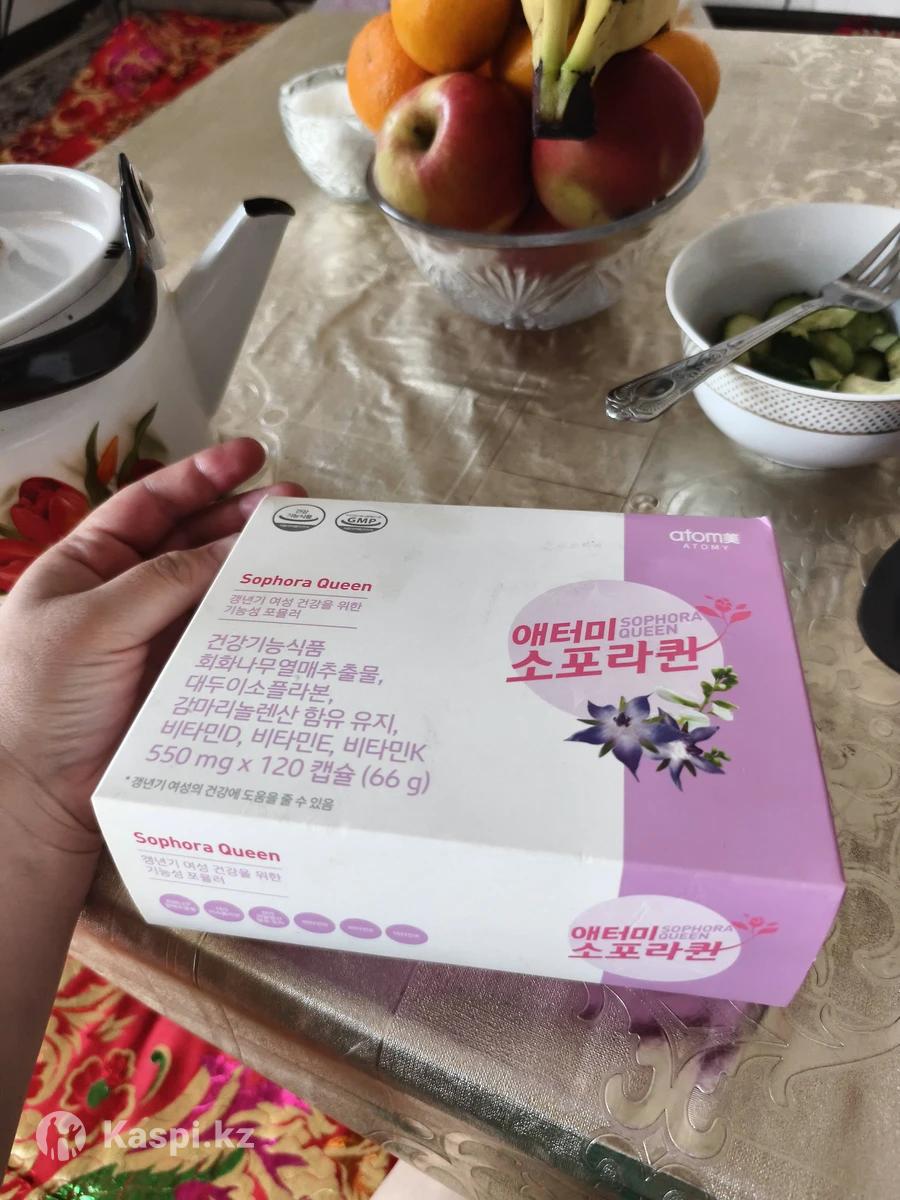 건강
기능식품
GMP
atom美
ATOMY
Sophora Queen
갱년기 여성 건강을 위한
기능성 포뮬러
건강기능식품
회화나무열매추출물,
대두이소플라본,
감마리놀렌산 함유 유지,
비타민D, 비타민E, 비타민K
550 mg x 120 캡슐 (66 g)
* 갱년기 여성의 건강에 도움을 줄 수 있음
애터미 SOPHORA
QUEEN
소포라퀸
Sophora Queen
갱년기 여성 건강을 위한
기능성 포뮬러
애터미 SOPHORA
QUEEN
소포라퀸
Kaspi.kz